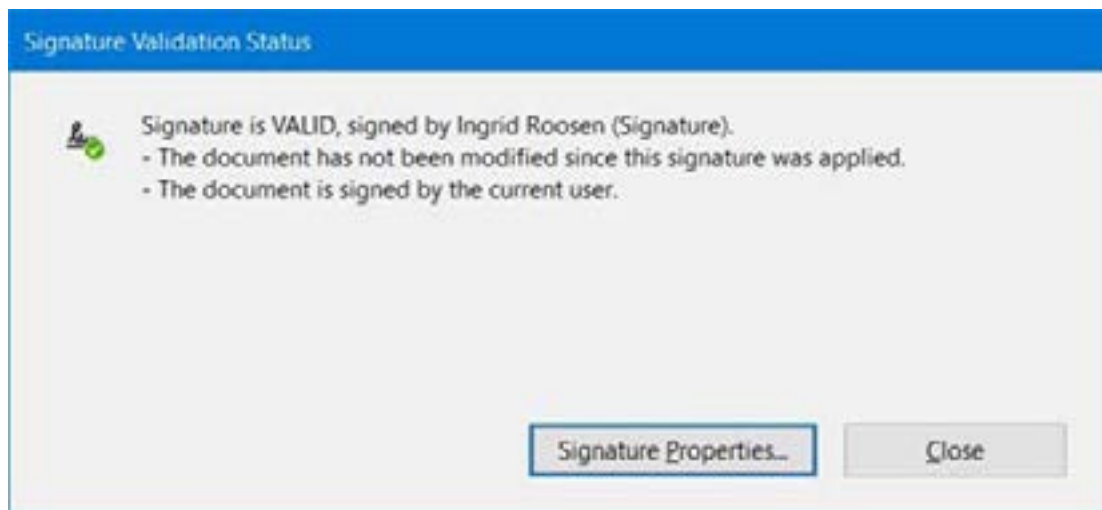 Signature Validation Status
Signature is VALID, signed by Ingrid Roosen (Signature).
- The document has not been modified since this signature was applied.
- The document is signed by the current user.
Signature Properties...
Close